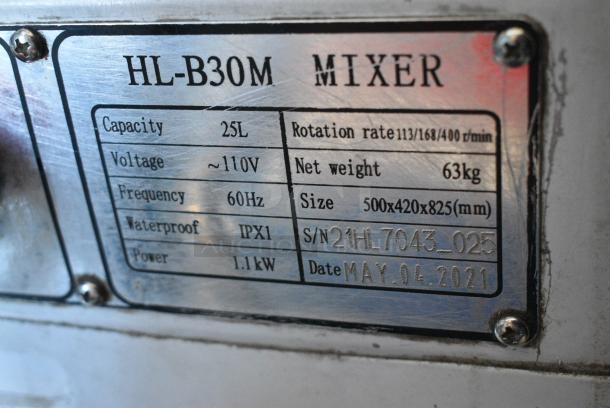 HL-B30M MIXER
Capacity 25L
Voltage ~110V
Frequency 60Hz
Waterproof IPX1
Power 1.1kW
Rotation rate 113/168/400 r/min
Net weight 63kg
Size 500x420x825(mm)
S/N 21HL7043_025
Date MAY.04.2021